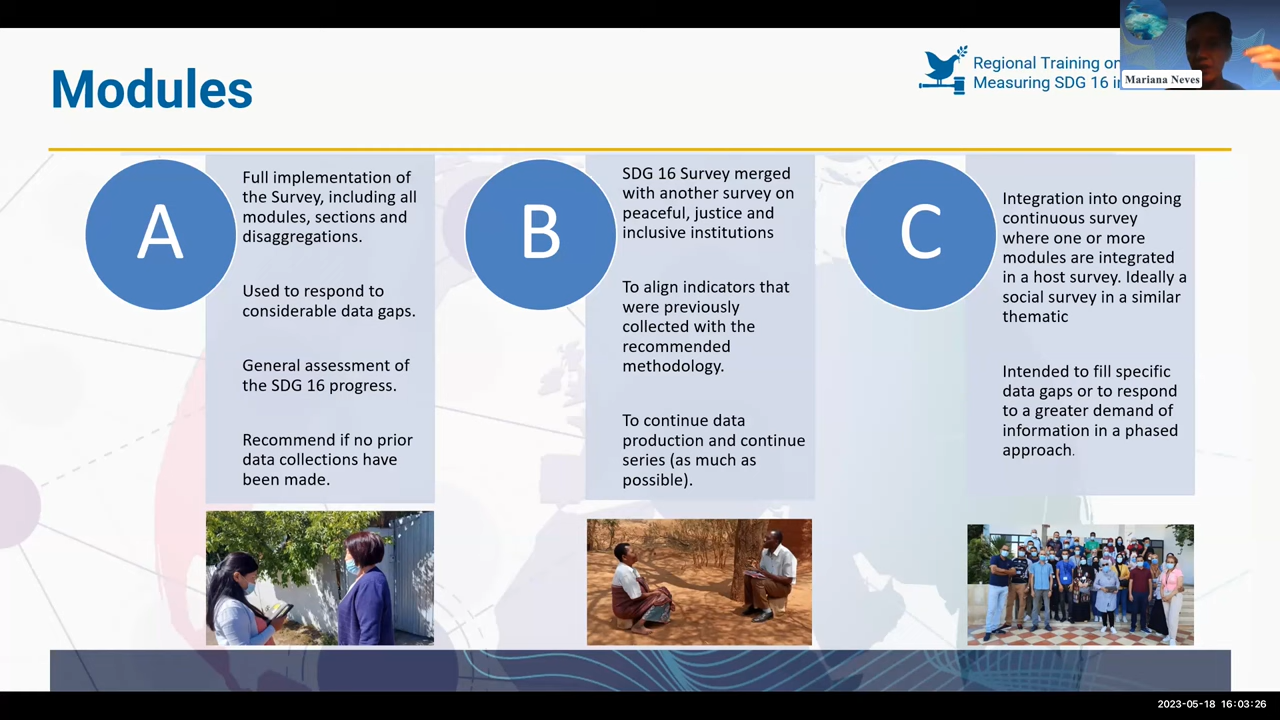 Modules
Regional Training on
Measuring SDG 16 in
Mariana Neves
A
Full implementation of
the Survey, including all
modules, sections and
disaggregations.
Used to respond to
considerable data gaps.
General assessment of
the SDG 16 progress.
Recommend if no prior
data collections have
been made.
B
SDG 16 Survey merged
with another survey on
peaceful, justice and
inclusive institutions
To align indicators that
were previously
collected with the
recommended
methodology.
To continue data
production and continue
series (as much as
possible).
C
Integration into ongoing
continuous survey
where one or more
modules are integrated
in a host survey. Ideally a
social survey in a similar
thematic
Intended to fill specific
data gaps or to respond
to a greater demand of
information in a phased
approach.
2023-05-18 16:03:26